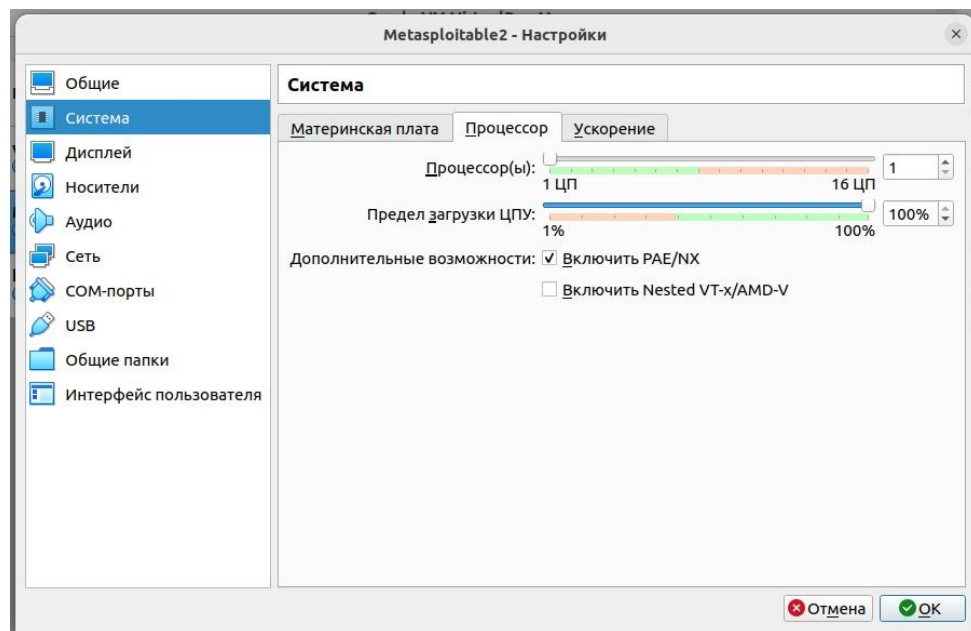 Metasploitable2 - Настройки
Общие
Система
Дисплей
Носители
Аудио
Сеть
COM-порты
USB
Общие папки
Интерфейс пользователя
Система
Материнская плата Процессор Ускорение
Процессор(ы): 1
1 ЦП 16 ЦП
Предел загрузки ЦПУ: 100%
1% 100%
Дополнительные возможности: Включить PAE/NX
Включить Nested VT-x/AMD-V
Отмена OK